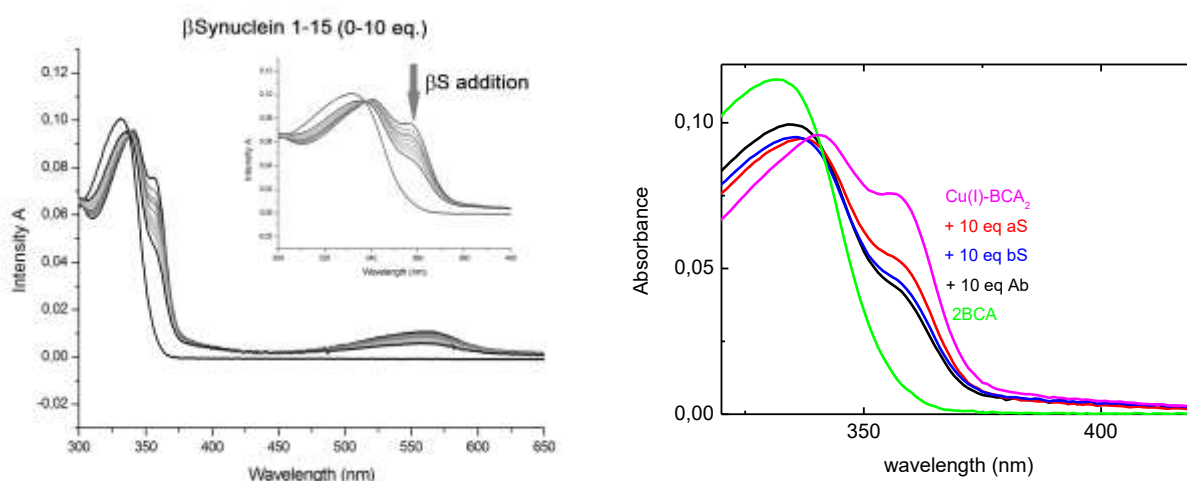 βSynuclein 1-15 (0-10 eq.)
βS addition
Intensity A
0.12
0.10
0.08
0.06
0.04
0.02
0.00
-0.02
300 350 400 450 500 550 600 650
Wavelength (nm)
Intensity A
Wavelength (nm)
Absorbance
0,10
0,05
0,00
350 400
wavelength (nm)
Cu(I)-BCA₂
+ 10 eq aS
+ 10 eq bS
+ 10 eq Ab
2BCA